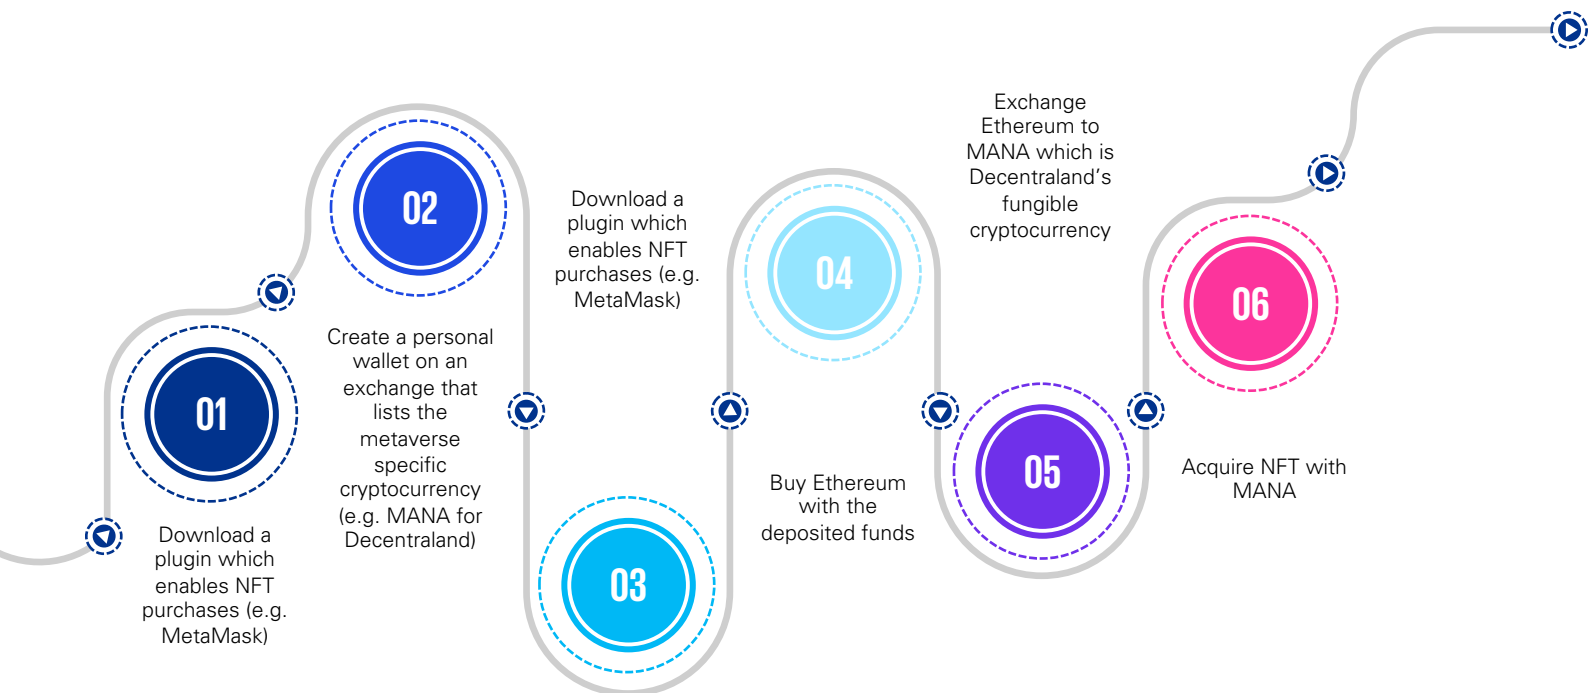 01
Download a
plugin which
enables NFT
purchases (e.g.
MetaMask)
02
Create a personal
wallet on an
exchange that
lists the
metaverse
specific
cryptocurrency
(e.g. MANA for
Decentraland)
Download a
plugin which
enables NFT
purchases (e.g.
MetaMask)
03
04
Buy Ethereum
with the
deposited funds
Exchange
Ethereum to
MANA which is
Decentraland’s
fungible
cryptocurrency
05
06
Acquire NFT with
MANA